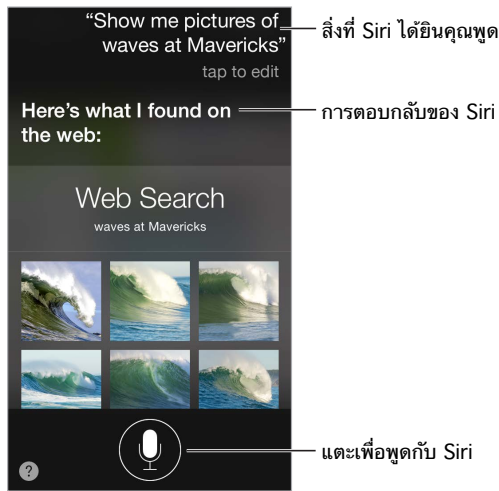 “Show me pictures of
waves at Mavericks”
สิ่งที่ Siri ได้ยินคุณพูด
tap to edit
Here’s what I found on
the web:
การตอบกลับของ Siri
Web Search
waves at Mavericks
แตะเพื่อพูดกับ Siri
?